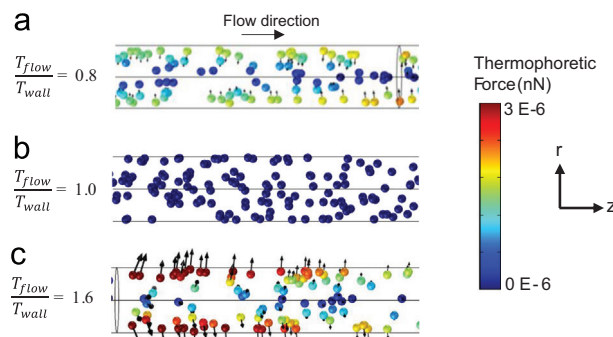 a
Flow direction
T_flow
T_wall
= 0.8
b
T_flow
T_wall
= 1.0
c
T_flow
T_wall
= 1.6
Thermophoretic
Force(nN)
3 E-6
0 E-6
r
z